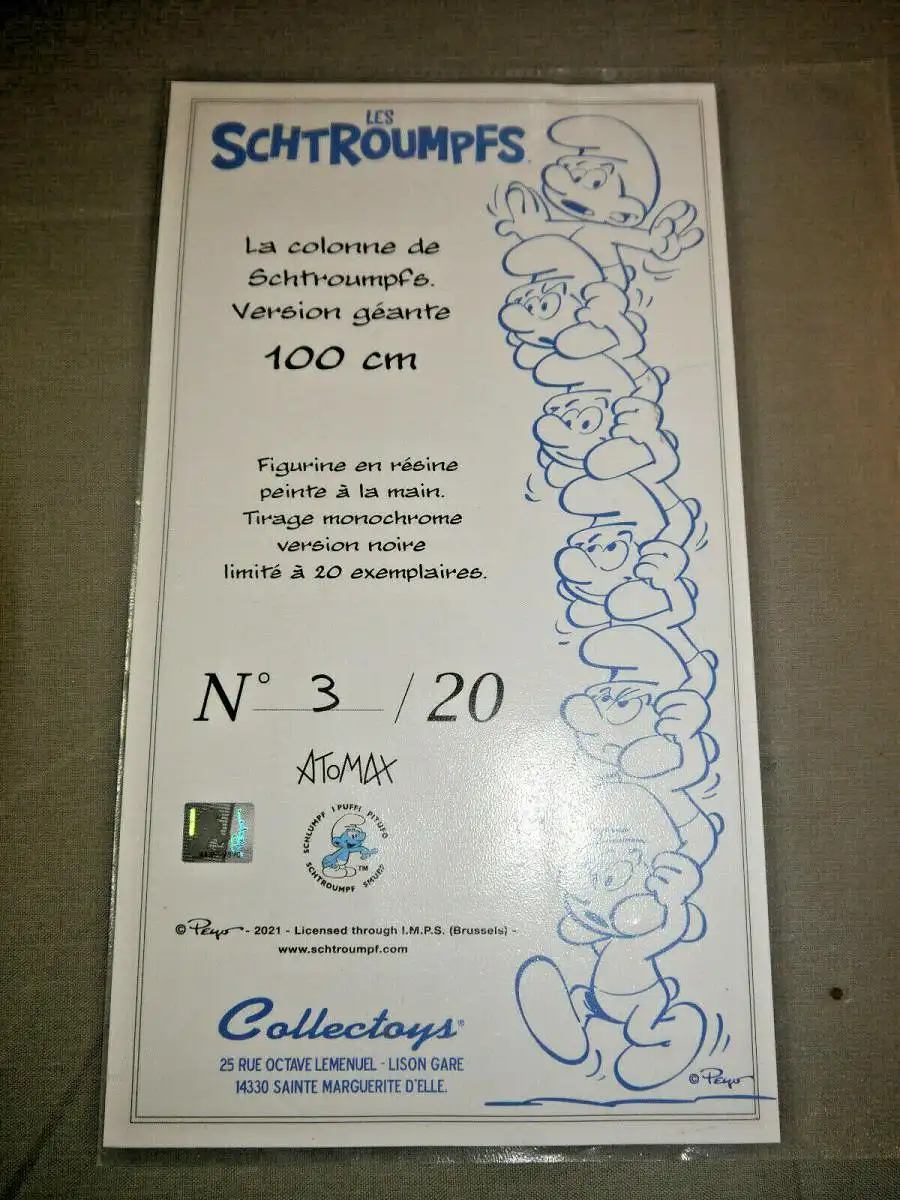 LES
SCHTROUMPFS
La colonne de
Schtroumpfs.
Version géante
100 cm
Figurine en résine
peinte à la main.
Tirage monochrome
version noire
limité à 20 exemplaires.
N° 3 / 20
ATOMAX
SCHLUMPF I PUFFI PITUFO
SCHTROUMPF SMURF
TM
© Peyo - 2021 - Licensed through I.M.P.S. (Brussels) -
www.schtroumpf.com
Collectoys®
25 RUE OCTAVE LEMENUEL - LISON GARE
14330 SAINTE MARGUERITE D'ELLE.
© Peyo